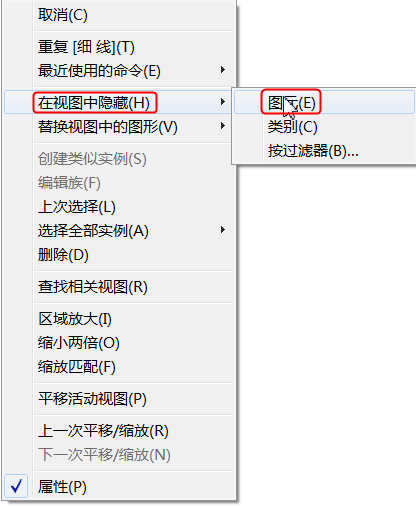 取消(C)
重复 [细 线](T)
最近使用的命令(E)
在视图中隐藏(H)
图元(E)
替换视图中的图形(V)
类别(C)
按过滤器(B)...
创建类似实例(S)
编辑族(F)
上次选择(L)
选择全部实例(A)
删除(D)
查找相关视图(R)
区域放大(I)
缩小两倍(O)
缩放匹配(F)
平移活动视图(P)
上一次平移/缩放(R)
下一次平移/缩放(N)
属性(P)